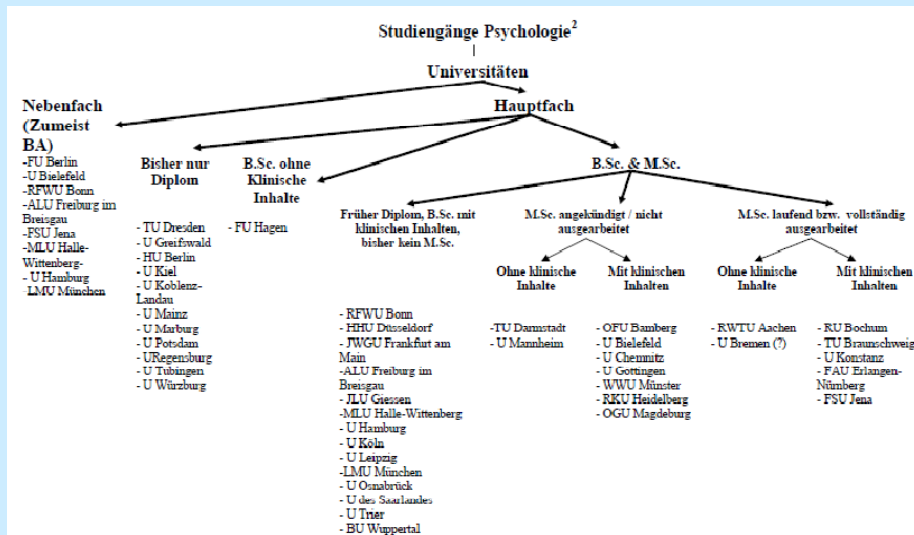 Studiengänge Psychologie2
Universitäten
Nebenfach
(Zumeist
BA)
-FU Berlin
-U Bielefeld
-RFWU Bonn
-ALU Freiburg im
Breisgau
-FSU Jena
-MLU Halle-
Wittenberg-
- U Hamburg
-LMU München
Hauptfach
Bisher nur
Diplom
- TU Dresden
- U Greifswald
- HU Berlin
- U Kiel
- U Koblenz-
Landau
- U Mainz
- U Marburg
- U Potsdam
- URegensburg
- U Tubingen
- U Würzburg
B.Sc. ohne
Klinische
Inhalte
- FU Hagen
B.Sc. & M.Sc.
Früher Diplom, B.Sc. mit
klinischen Inhalten,
bisher kein M.Sc.
- RFWU Bonn
- HHU Düsseldorf
- JWGU Frankfurt am
Main
-ALU Freiburg im
Breisgau
- JLU Giessen
-MLU Halle-Wittenberg
- U Hamburg
- U Köln
- U Leipzig
-LMU München
- U Osnabrück
- U des Saarlandes
- U Trier
- BU Wuppertal
M.Sc. angekündigt / nicht
ausgearbeitet
Ohne klinische
Inhalte
-TU Darmstadt
- U Mannheim
Mit klinischen
Inhalten
- OFU Bamberg
- U Bielefeld
- U Chemnitz
- U Gottingen
- WWU Münster
- RKU Heidelberg
- OGU Magdeburg
M.Sc. laufend bzw. vollständig
ausgearbeitet
Ohne klinische
Inhalte
- RWTU Aachen
- U Bremen (?)
Mit klinischen
Inhalten
- RU Bochum
- TU Braunschweig
- U Konstanz
- FAU Erlangen-
Nürnberg
- FSU Jena